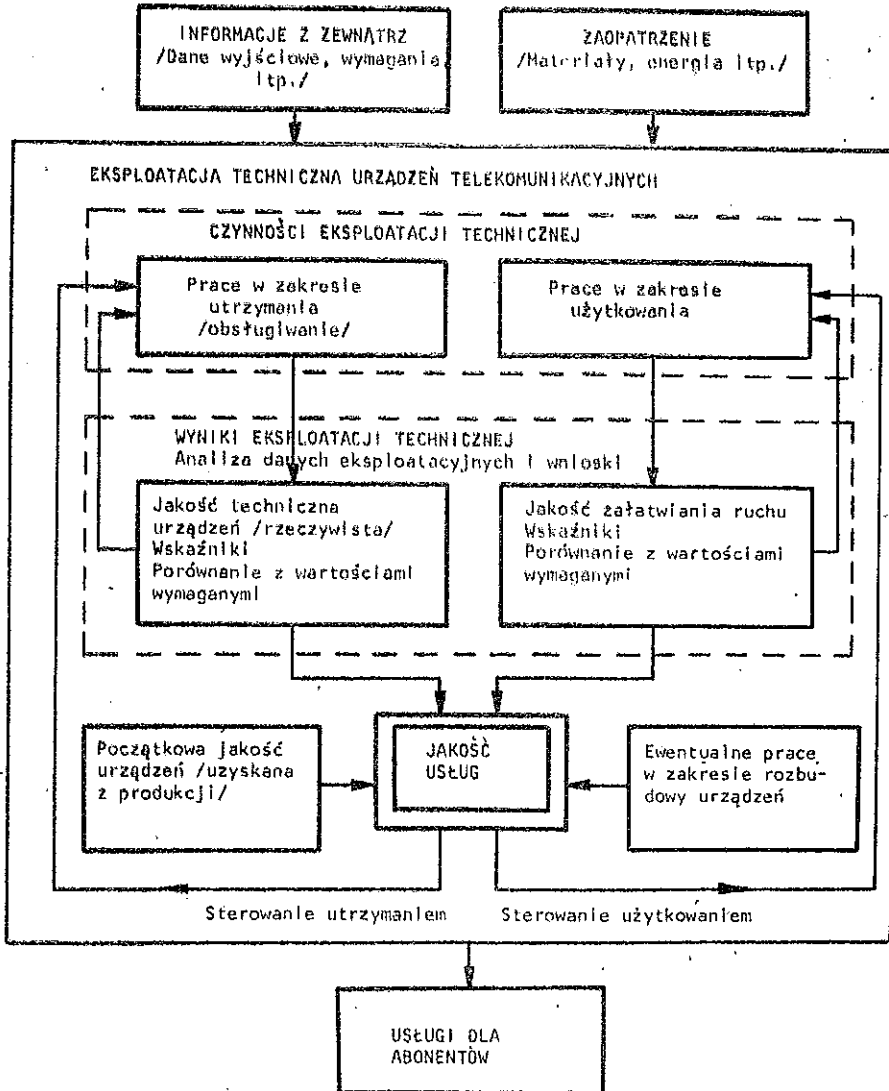 INFORMACJE Z ZEWNĄTRZ
/Dane wyjściowe, wymagania
itp./
ZAOPATRZENIE
/Materiały, energia itp./
EKSPLOATACJA TECHNICZNA URZĄDZEŃ TELEKOMUNIKACYJNYCH
CZYNNOŚCI EKSPLOATACJI TECHNICZNEJ
Prace w zakresie
utrzymania
/obsługiwanie/
Prace w zakresie
użytkowania
WYNIKI EKSPLOATACJI TECHNICZNEJ
Analiza danych eksploatacyjnych i wnioski
Jakość techniczna
urządzeń /rzeczywista/
Wskaźniki
Porównanie z wartościami
wymaganymi
Jakość załatwiania ruchu
Wskaźniki
Porównanie z wartościami
wymaganymi
Początkowa jakość
urządzeń /uzyskana
z produkcji/
JAKOŚĆ
USŁUG
Ewentualne prace
w zakresie rozbu-
dowy urządzeń
Sterowanie utrzymaniem
Sterowanie użytkowaniem
USŁUGI DLA
ABONENTÓW